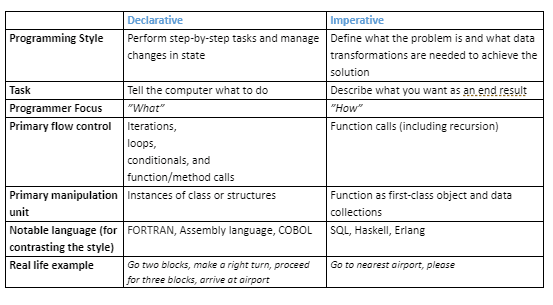 Declarative Imperative
Programming Style Perform step-by-step tasks and manage Define what the problem is and what data
changes in state transformations are needed to achieve the
solution
Task Tell the computer what to do Describe what you want as an end result
Programmer Focus "What" "How"
Primary flow control Iterations, Function calls (including recursion)
loops,
conditionals, and
function/method calls
Primary manipulation Instances of class or structures Function as first-class object and data
unit collections
Notable language (for FORTRAN, Assembly language, COBOL SQL, Haskell, Erlang
contrasting the style)
Real life example Go two blocks, make a right turn, proceed Go to nearest airport, please
for three blocks, arrive at airport